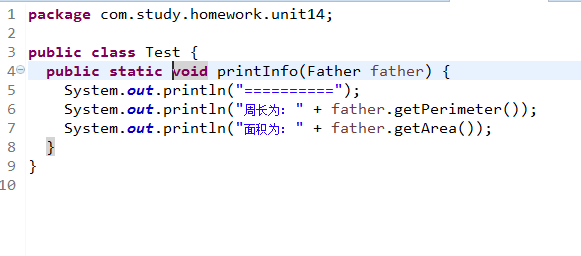 1 package com.study.homework.unit14;
2
3 public class Test {
4 public static void printInfo(Father father) {
5 System.out.println("==========");
6 System.out.println("周长为：" + father.getPerimeter());
7 System.out.println("面积为：" + father.getArea());
8 }
9 }
10